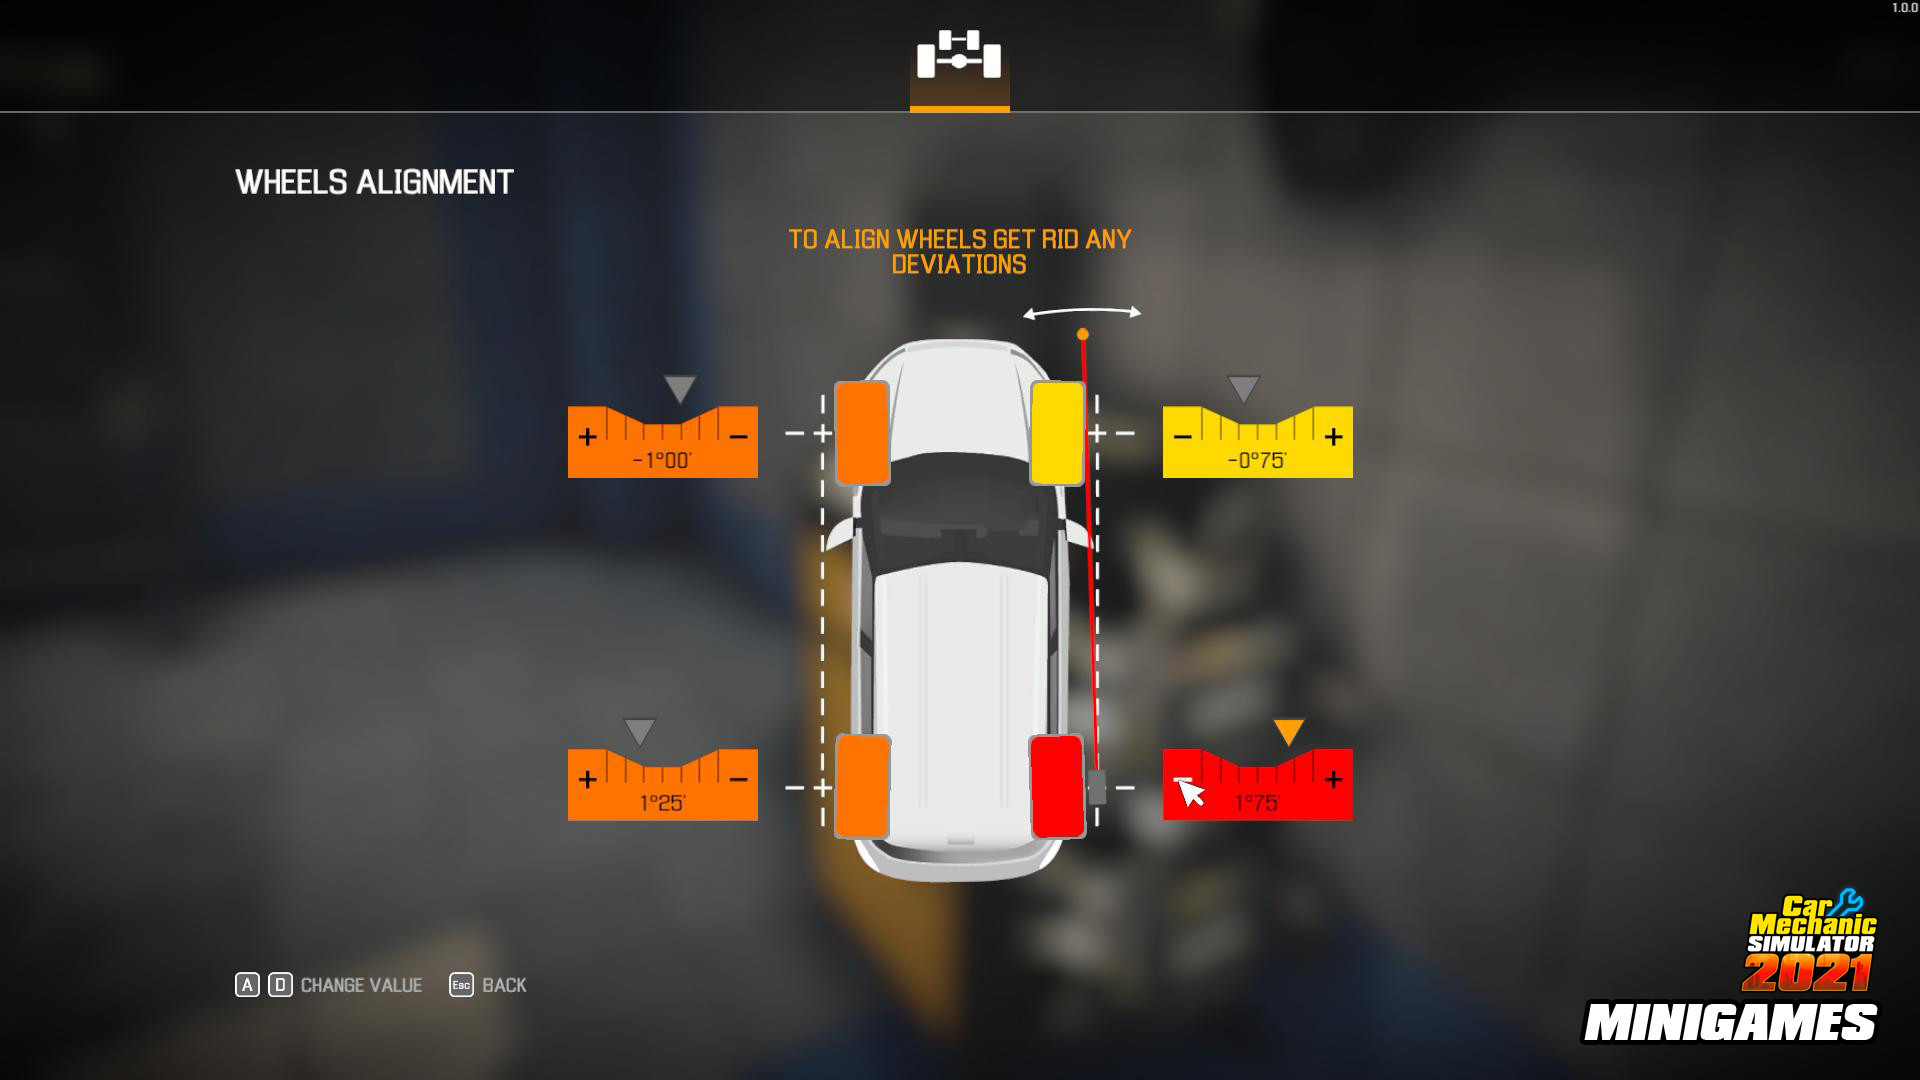 1.0.0
WHEELS ALIGNMENT
TO ALIGN WHEELS GET RID ANY
DEVIATIONS
+ −
-1°00'
− +
-0°75'
+ −
1°25'
− +
1°75'
A D CHANGE VALUE Esc BACK
Car
Mechanic
SIMULATOR
2021
MINIGAMES